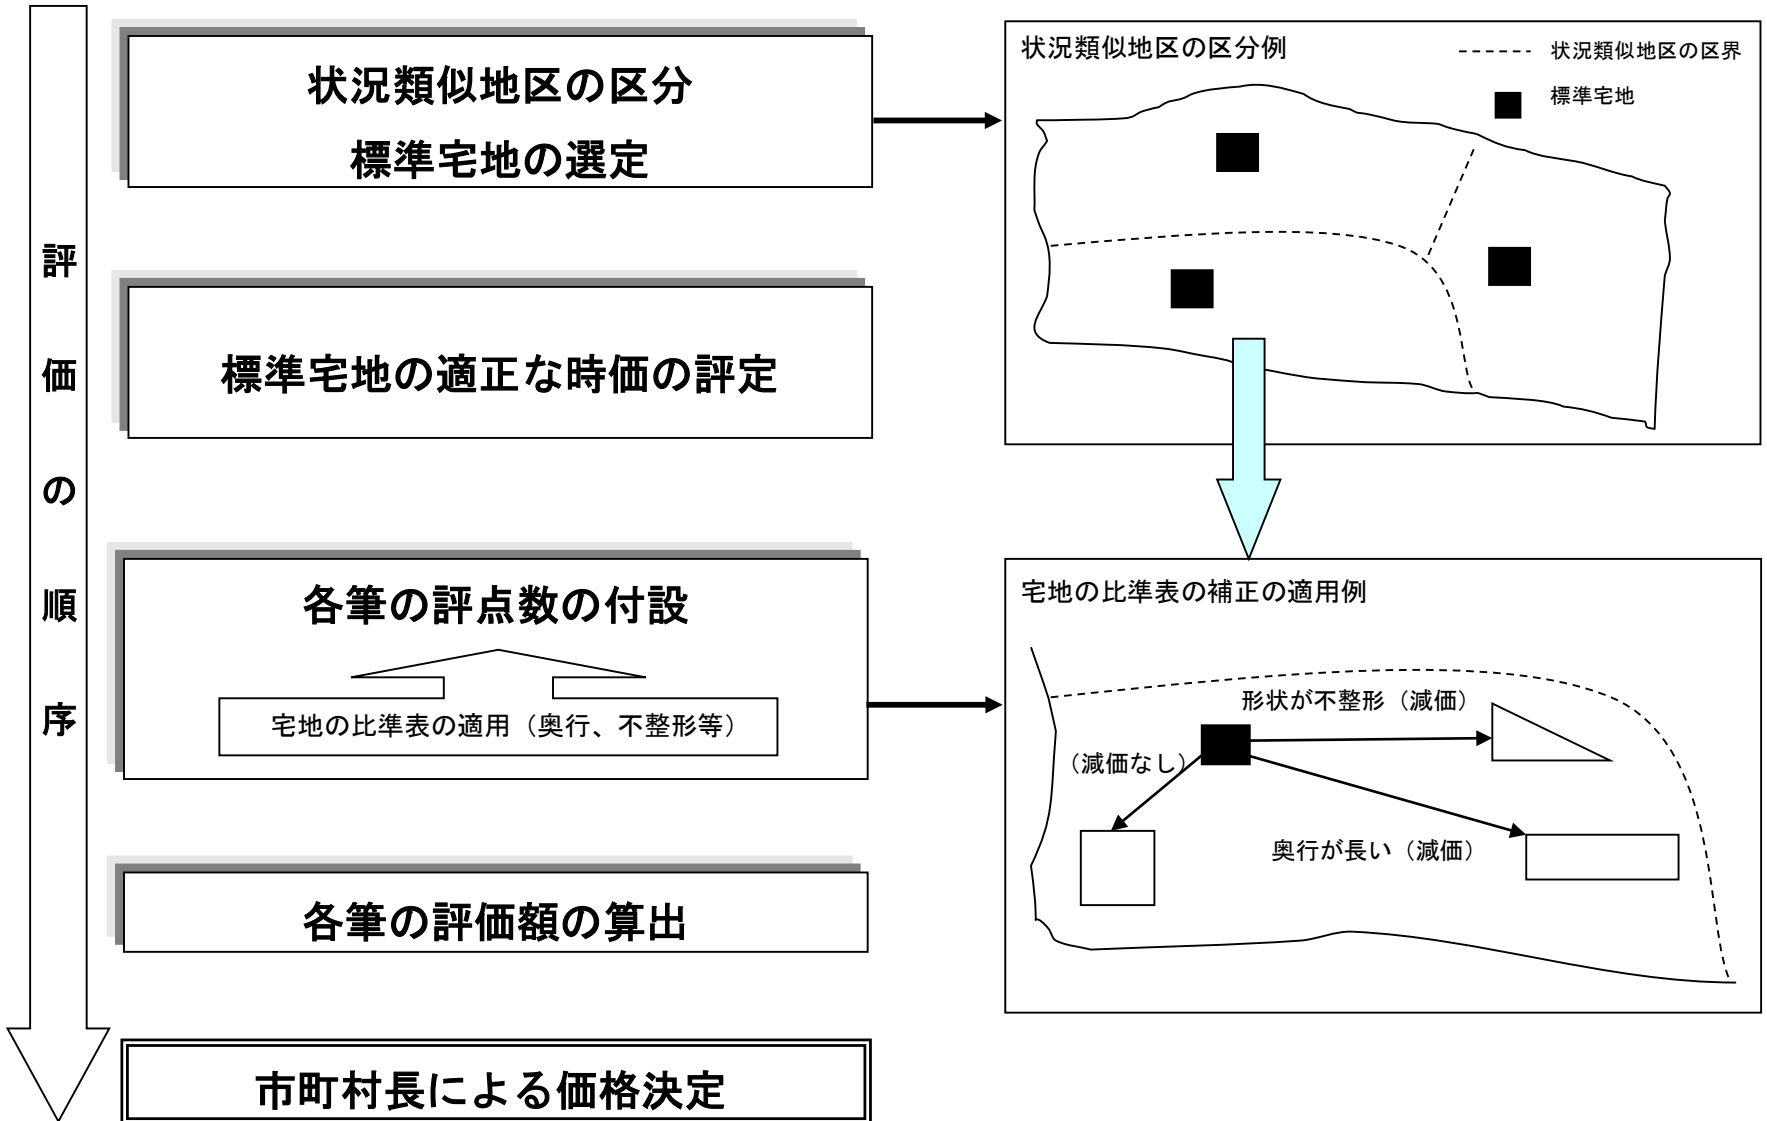 評価の順序
状況類似地区の区分
標準宅地の選定
標準宅地の適正な時価の評定
各筆の評点数の付設
宅地の比準表の適用（奥行、不整形等）
各筆の評価額の算出
市町村長による価格決定
状況類似地区の区分例
状況類似地区の区界
標準宅地
宅地の比準表の補正の適用例
形状が不整形（減価）
（減価なし）
奥行が長い（減価）